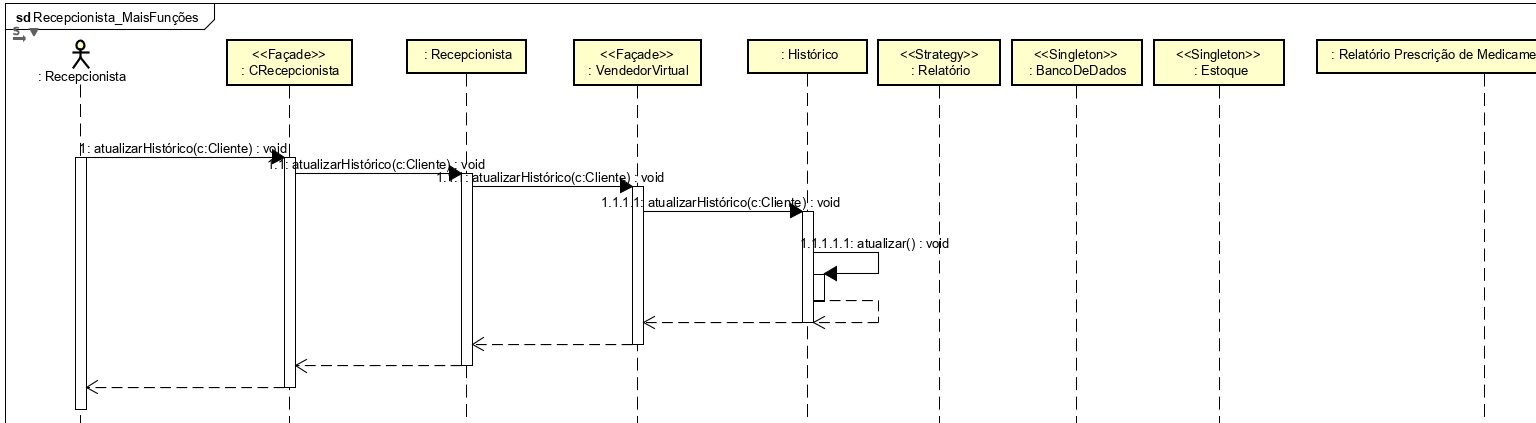 sd Recepcionista_MaisFunções
: Recepcionista
<<Façade>>
: CRecepcionista
: Recepcionista
<<Façade>>
: VendedorVirtual
: Histórico
<<Strategy>>
: Relatório
<<Singleton>>
: BancoDeDados
<<Singleton>>
: Estoque
: Relatório Prescrição de Medicame
1: atualizarHistórico(c:Cliente) : void
1.1: atualizarHistórico(c:Cliente) : void
1.1.1: atualizarHistórico(c:Cliente) : void
1.1.1.1: atualizarHistórico(c:Cliente) : void
1.1.1.1.1: atualizar() : void